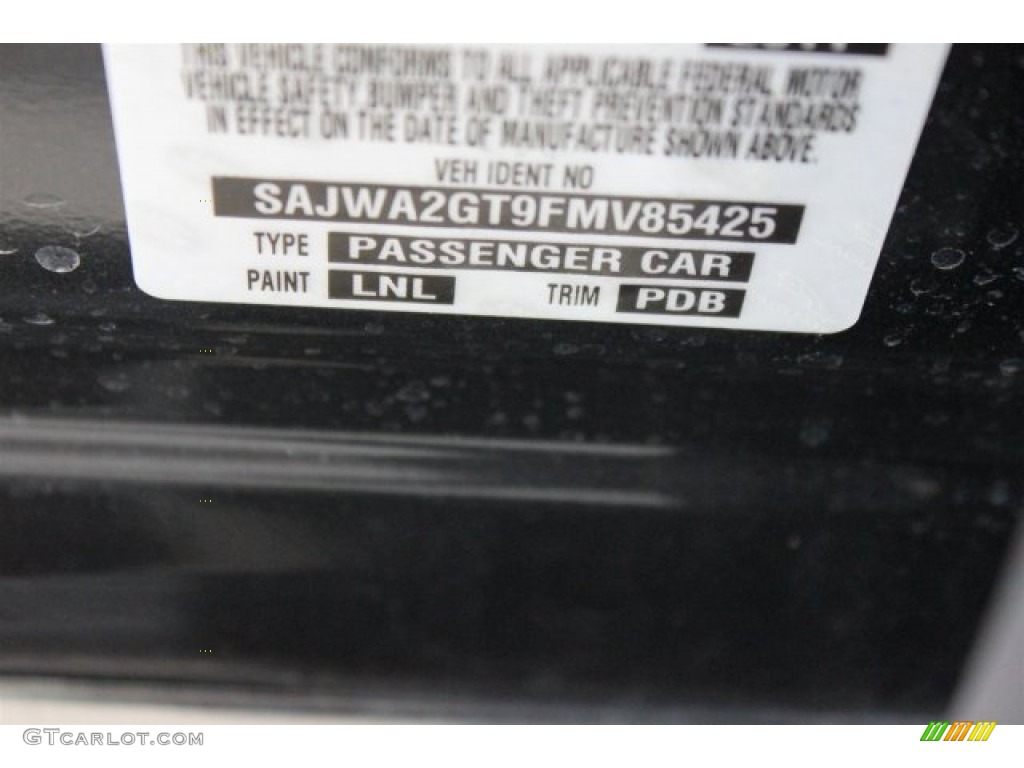 THIS VEHICLE CONFORMS TO ALL APPLICABLE FEDERAL MOTOR
VEHICLE SAFETY, BUMPER AND THEFT PREVENTION STANDARDS
IN EFFECT ON THE DATE OF MANUFACTURE SHOWN ABOVE.
VEH IDENT NO
SAJWA2GT9FMV85425
TYPE PASSENGER CAR
PAINT LNL TRIM PDB
GTCARLOT.COM